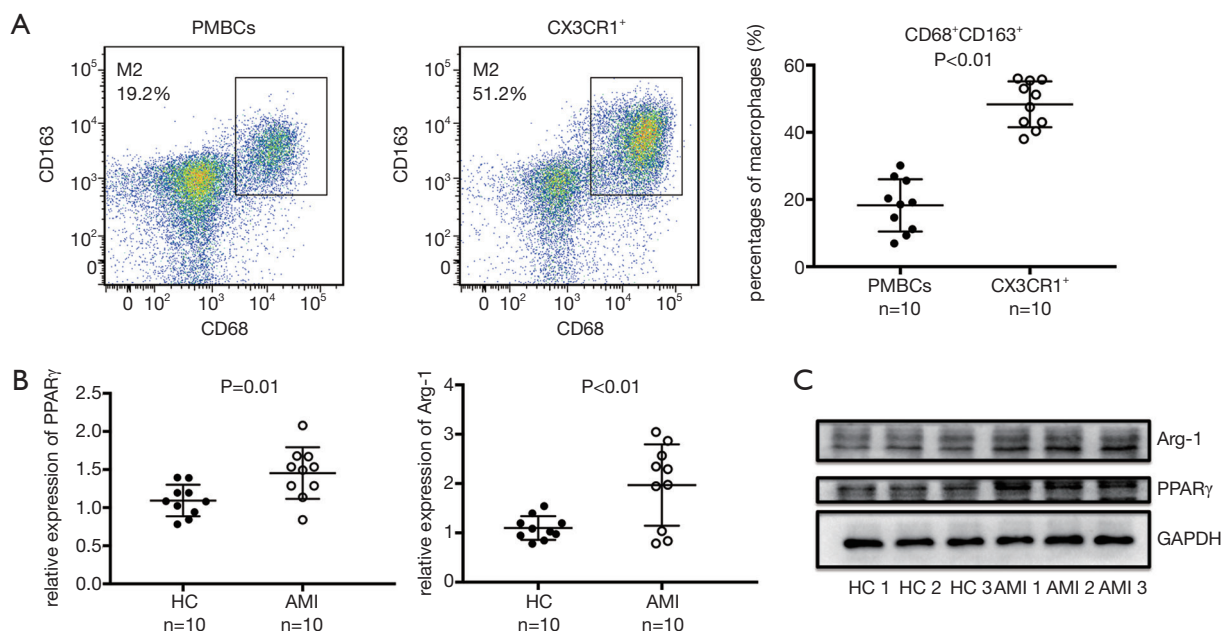 A
PMBCs
M2
19.2%
10⁵
10⁴
10³
10²
0
CD163
0 10² 10³ 10⁴ 10⁵
CD68
CX3CR1⁺
M2
51.2%
10⁵
10⁴
10³
10²
0
CD163
0 10² 10³ 10⁴ 10⁵
CD68
CD68⁺CD163⁺
P<0.01
percentages of macrophages (%)
60
40
20
0
PMBCs
n=10
CX3CR1⁺
n=10
B
P=0.01
relative expression of PPARγ
2.5
2.0
1.5
1.0
0.5
0.0
HC
n=10
AMI
n=10
P<0.01
relative expression of Arg-1
4
3
2
1
0
HC
n=10
AMI
n=10
C
Arg-1
PPARγ
GAPDH
HC 1 HC 2 HC 3 AMI 1 AMI 2 AMI 3